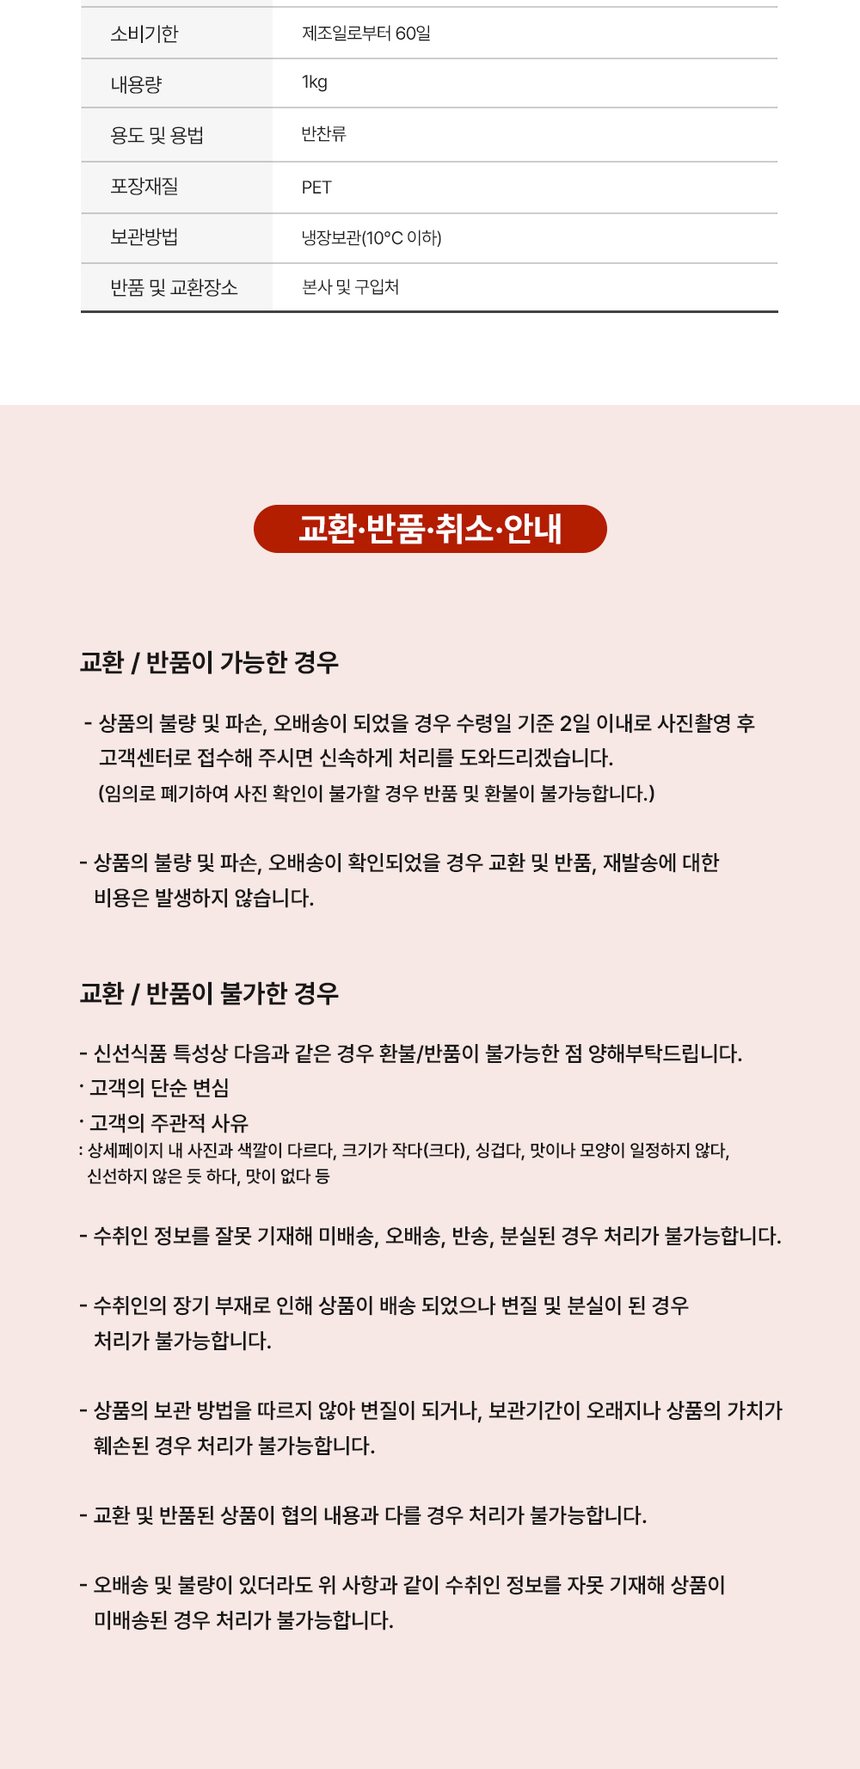 소비기한 제조일로부터 60일
내용량 1kg
용도 및 용법 반찬류
포장재질 PET
보관방법 냉장보관(10°C 이하)
반품 및 교환장소 본사 및 구입처
교환·반품·취소·안내
교환 / 반품이 가능한 경우
- 상품의 불량 및 파손, 오배송이 되었을 경우 수령일 기준 2일 이내로 사진촬영 후
고객센터로 접수해 주시면 신속하게 처리를 도와드리겠습니다.
(임의로 폐기하여 사진 확인이 불가할 경우 반품 및 환불이 불가능합니다.)
- 상품의 불량 및 파손, 오배송이 확인되었을 경우 교환 및 반품, 재발송에 대한
비용은 발생하지 않습니다.
교환 / 반품이 불가한 경우
- 신선식품 특성상 다음과 같은 경우 환불/반품이 불가능한 점 양해부탁드립니다.
· 고객의 단순 변심
· 고객의 주관적 사유
: 상세페이지 내 사진과 색깔이 다르다, 크기가 작다(크다), 싱겁다, 맛이나 모양이 일정하지 않다,
신선하지 않은 듯 하다, 맛이 없다 등
- 수취인 정보를 잘못 기재해 미배송, 오배송, 반송, 분실된 경우 처리가 불가능합니다.
- 수취인의 장기 부재로 인해 상품이 배송 되었으나 변질 및 분실이 된 경우
처리가 불가능합니다.
- 상품의 보관 방법을 따르지 않아 변질이 되거나, 보관기간이 오래지나 상품의 가치가
훼손된 경우 처리가 불가능합니다.
- 교환 및 반품된 상품이 협의 내용과 다를 경우 처리가 불가능합니다.
- 오배송 및 불량이 있더라도 위 사항과 같이 수취인 정보를 자못 기재해 상품이
미배송된 경우 처리가 불가능합니다.